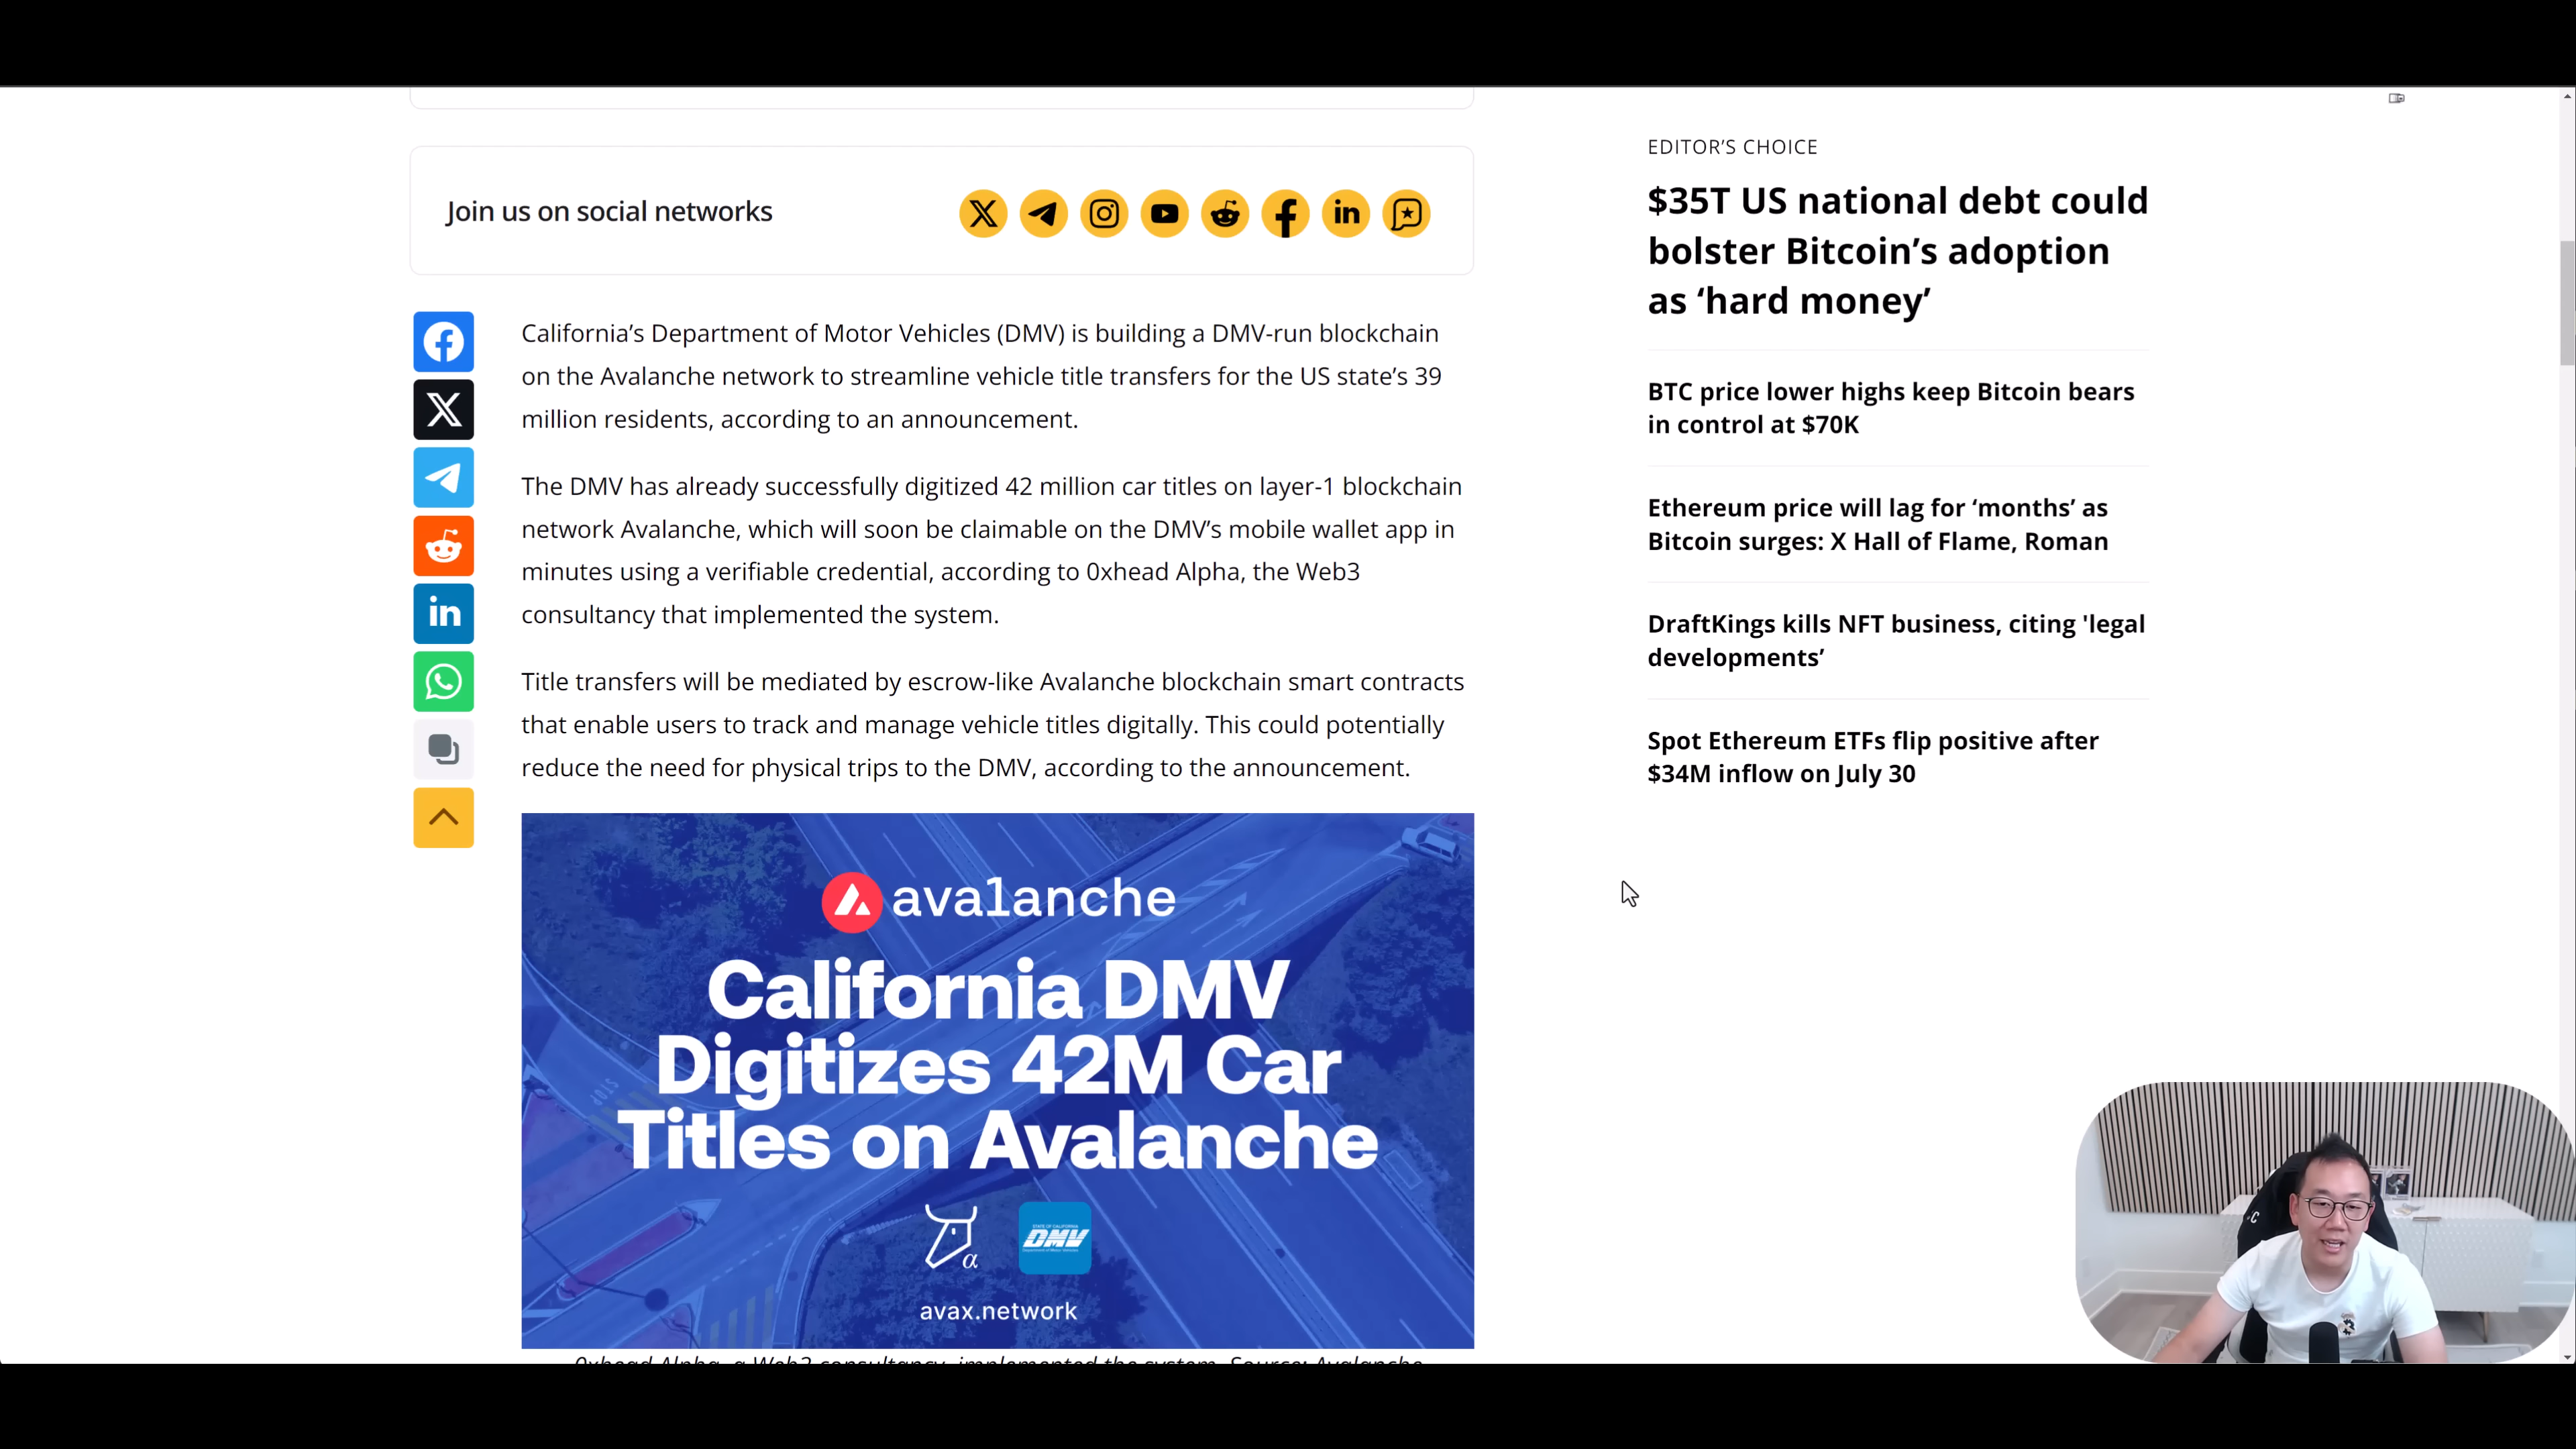 Join us on social networks
California’s Department of Motor Vehicles (DMV) is building a DMV-run blockchain
on the Avalanche network to streamline vehicle title transfers for the US state’s 39
million residents, according to an announcement.
The DMV has already successfully digitized 42 million car titles on layer-1 blockchain
network Avalanche, which will soon be claimable on the DMV’s mobile wallet app in
minutes using a verifiable credential, according to 0xhead Alpha, the Web3
consultancy that implemented the system.
Title transfers will be mediated by escrow-like Avalanche blockchain smart contracts
that enable users to track and manage vehicle titles digitally. This could potentially
reduce the need for physical trips to the DMV, according to the announcement.
avalanche
California DMV
Digitizes 42M Car
Titles on Avalanche
α
STATE OF CALIFORNIA
DMV
avax.network
0xhead Alpha, a Web3 consultancy, implemented the system. Source: Avalanche
EDITOR’S CHOICE
$35T US national debt could
bolster Bitcoin’s adoption
as ‘hard money’
BTC price lower highs keep Bitcoin bears
in control at $70K
Ethereum price will lag for ‘months’ as
Bitcoin surges: X Hall of Flame, Roman
DraftKings kills NFT business, citing 'legal
developments’
Spot Ethereum ETFs flip positive after
$34M inflow on July 30